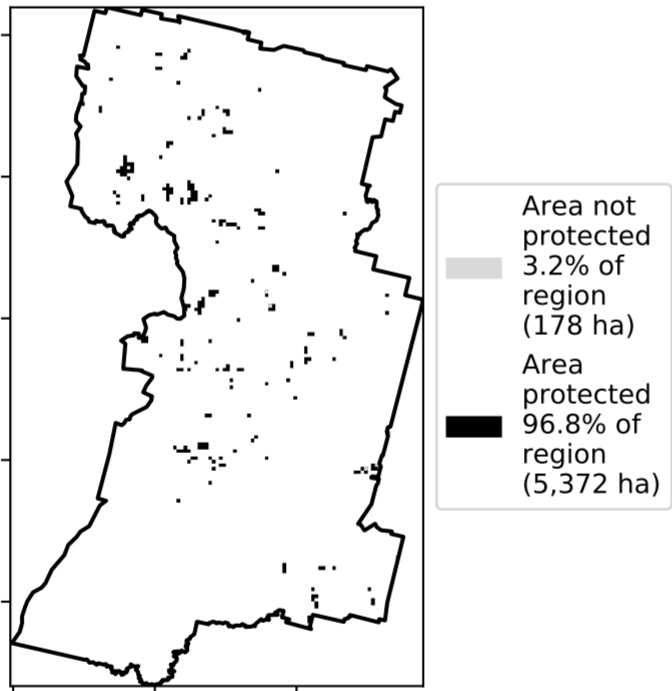 Area not
protected
3.2% of
region
(178 ha)
Area
protected
96.8% of
region
(5,372 ha)